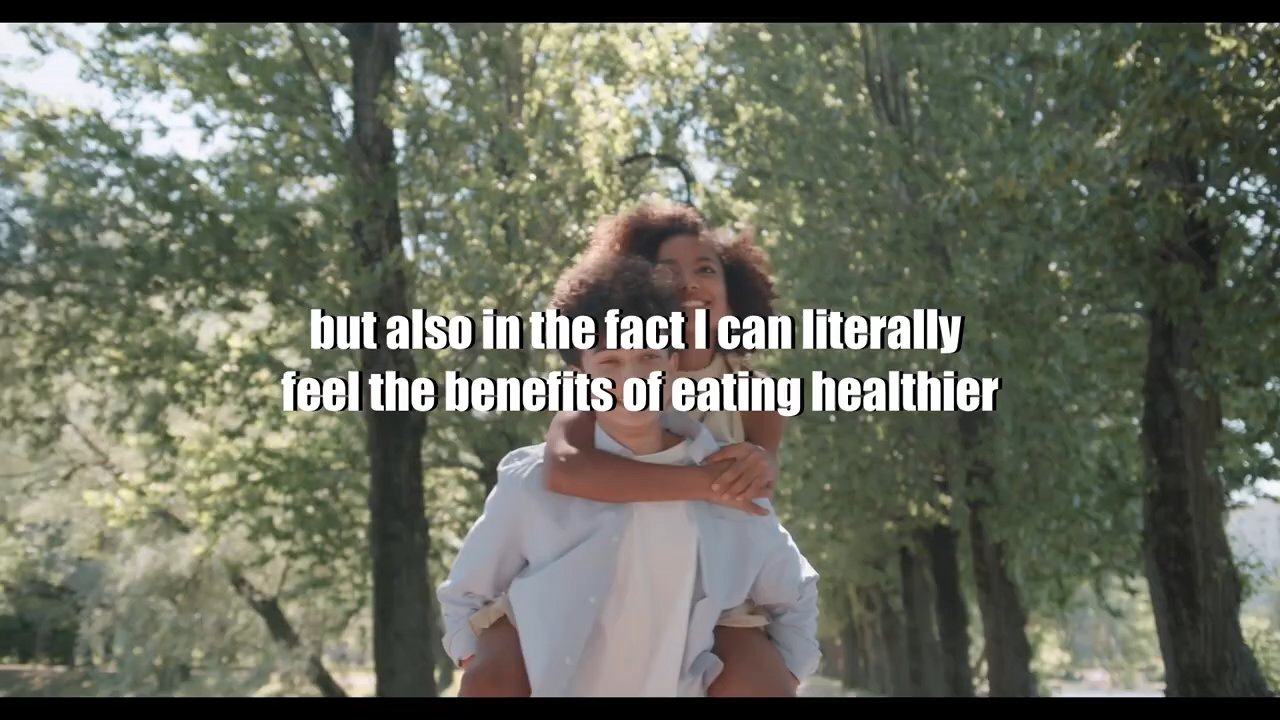 but also in the fact I can literally
feel the benefits of eating healthier